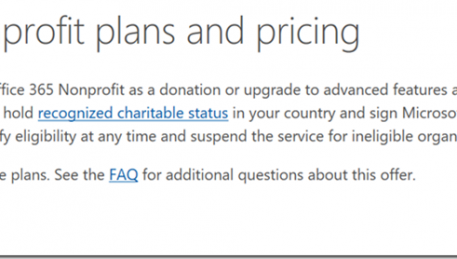 profit plans and pricing
ffice 365 Nonprofit as a donation or upgrade to advanced features a
hold recognized charitable status in your country and sign Microsof
fy eligibility at any time and suspend the service for ineligible organ
e plans. See the FAQ for additional questions about this offer.